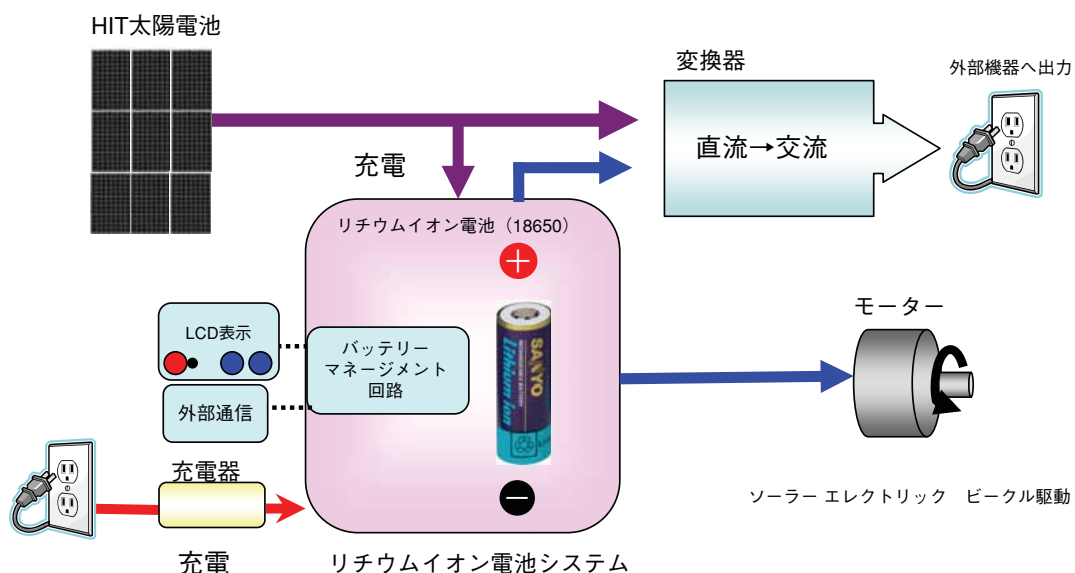 HIT太陽電池
変換器
外部機器へ出力
直流→交流
充電
リチウムイオン電池（18650）
+
モーター
LCD表示
バッテリー
マネージメント
回路
SANYO
Lithium ion
外部通信
充電器
−
ソーラー エレクトリック　ビークル駆動
充電
リチウムイオン電池システム